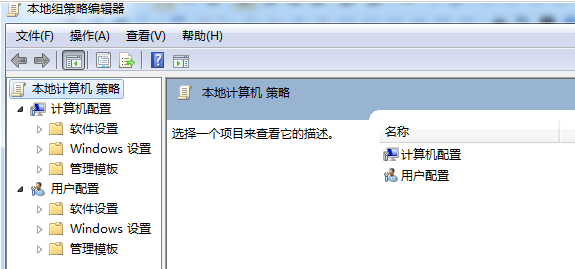 本地组策略编辑器
文件(F) 操作(A) 查看(V) 帮助(H)
本地计算机 策略
计算机配置
软件设置
Windows 设置
管理模板
用户配置
软件设置
Windows 设置
管理模板
本地计算机 策略
选择一个项目来查看它的描述。
名称
计算机配置
用户配置